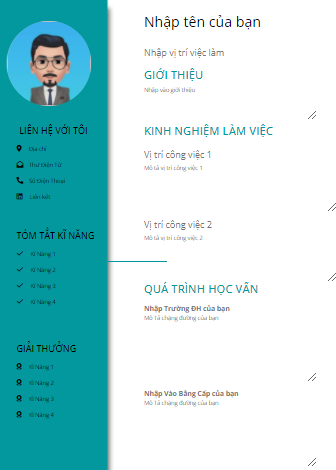 LIÊN HỆ VỚI TÔI
Địa chỉ
Thư Điện Tử
Số Điện Thoại
Liên kết
TÓM TẮT KĨ NĂNG
Kĩ Năng 1
Kĩ Năng 2
Kĩ Năng 3
Kĩ Năng 4
GIẢI THƯỞNG
Kĩ Năng 1
Kĩ Năng 2
Kĩ Năng 3
Kĩ Năng 4
Nhập tên của bạn
Nhập vị trí việc làm
GIỚI THIỆU
Nhập vào giới thiệu
KINH NGHIỆM LÀM VIỆC
Vị trí công việc 1
Mô tả vị trí công việc 1
Vị trí công việc 2
Mô tả vị trí công việc 2
QUÁ TRÌNH HỌC VẤN
Nhập Trường ĐH của bạn
Mô Tả chặng đường của bạn
Nhập Vào Bằng Cấp của bạn
Mô Tả chặng đường của bạn